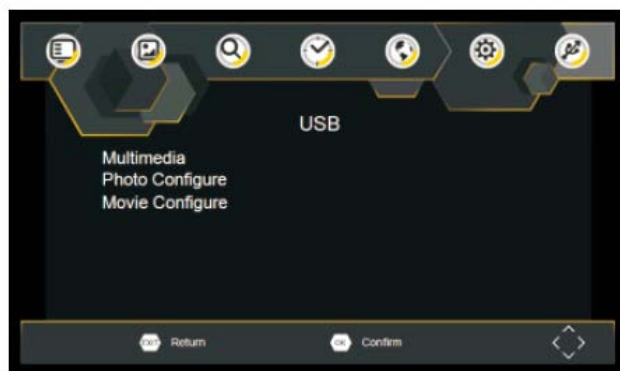 USB
Multimedia
Photo Configure
Movie Configure
EXIT Return OK Confirm